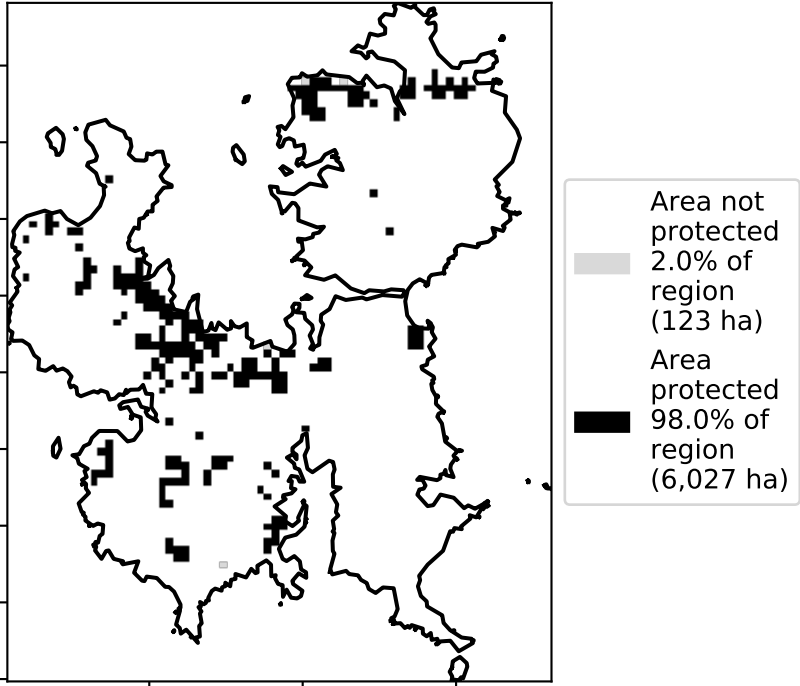 Area not
protected
2.0% of
region
(123 ha)
Area
protected
98.0% of
region
(6,027 ha)